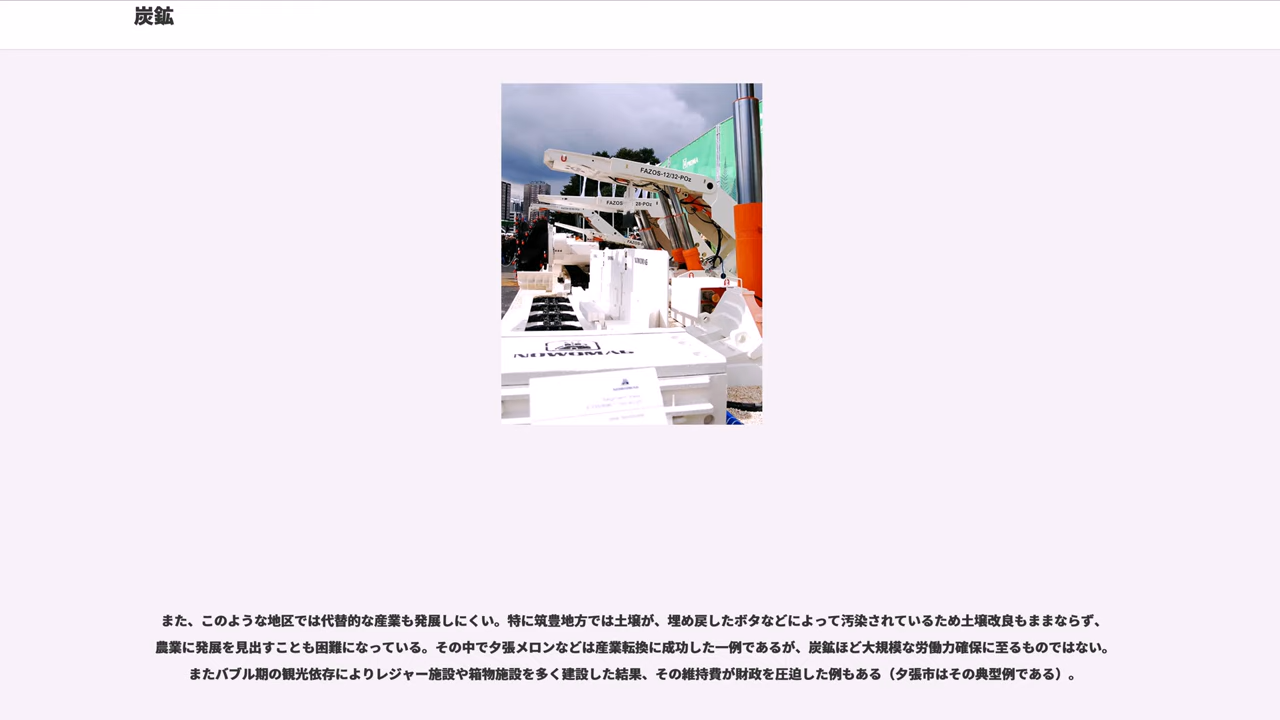 炭鉱
FAZOS-12/32-POz
FAZOS
28-POz
NOWOMAG
また、このような地区では代替的な産業も発展しにくい。特に筑豊地方では土壌が、埋め戻したボタなどによって汚染されているため土壌改良もままならず、
農業に発展を見出すことも困難になっている。その中で夕張メロンなどは産業転換に成功した一例であるが、炭鉱ほど大規模な労働力確保に至るものではない。
またバブル期の観光依存によりレジャー施設や箱物施設を多く建設した結果、その維持費が財政を圧迫した例もある（夕張市はその典型例である）。